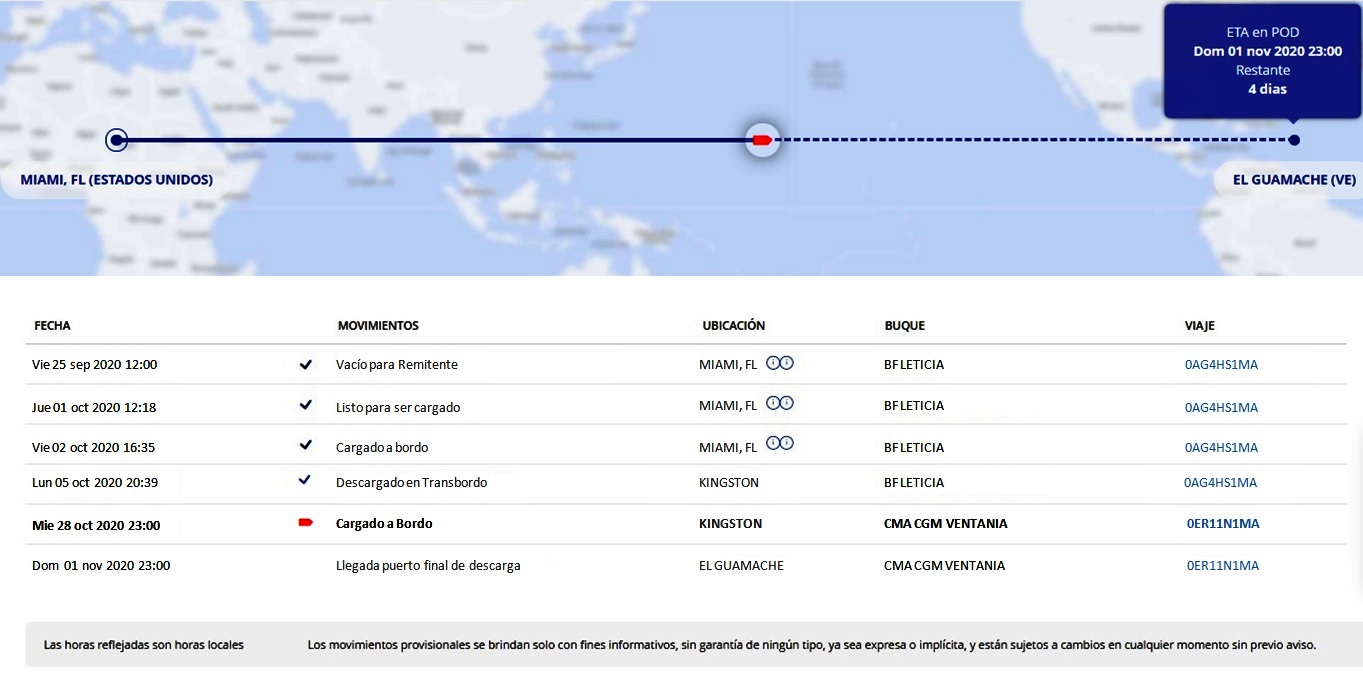 ETA en POD
Dom 01 nov 2020 23:00
Restante
4 dias
MIAMI, FL (ESTADOS UNIDOS)
EL GUAMACHE (VE)
FECHA MOVIMIENTOS UBICACIÓN BUQUE VIAJE
Vie 25 sep 2020 12:00 Vacío para Remitente MIAMI, FL BF LETICIA 0AG4HS1MA
Jue 01 oct 2020 12:18 Listo para ser cargado MIAMI, FL BF LETICIA 0AG4HS1MA
Vie 02 oct 2020 16:35 Cargado a bordo MIAMI, FL BF LETICIA 0AG4HS1MA
Lun 05 oct 2020 20:39 Descargado en Transbordo KINGSTON BF LETICIA 0AG4HS1MA
Mie 28 oct 2020 23:00 Cargado a Bordo KINGSTON CMA CGM VENTANIA 0ER11N1MA
Dom 01 nov 2020 23:00 Llegada puerto final de descarga EL GUAMACHE CMA CGM VENTANIA 0ER11N1MA
Las horas reflejadas son horas locales Los movimientos provisionales se brindan solo con fines informativos, sin garantía de ningún tipo, ya sea expresa o implícita, y están sujetos a cambios en cualquier momento sin previo aviso.